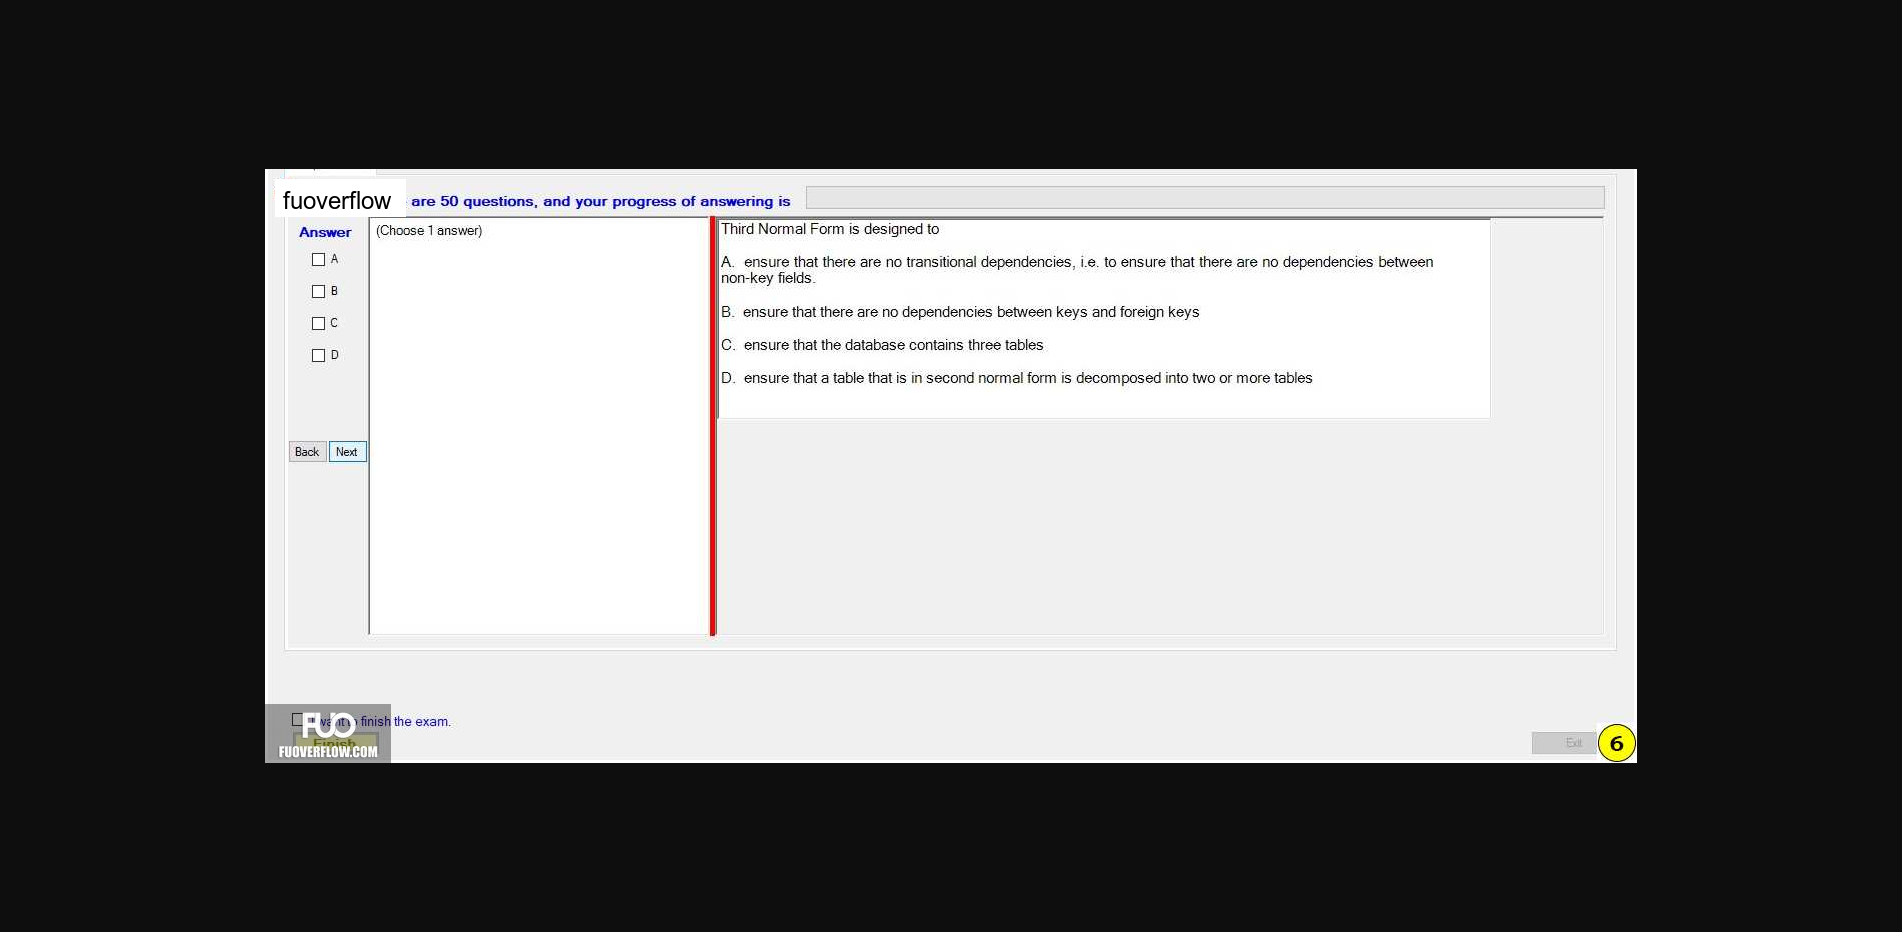 fuoverflow
are 50 questions, and your progress of answering is
Answer
(Choose 1 answer)
A
B
C
D
Back
Next
Third Normal Form is designed to
A. ensure that there are no transitional dependencies, i.e. to ensure that there are no dependencies between
non-key fields.
B. ensure that there are no dependencies between keys and foreign keys
C. ensure that the database contains three tables
D. ensure that a table that is in second normal form is decomposed into two or more tables
I want to finish the exam.
Finish
FUO
FUOVERFLOW.COM
Exit
6